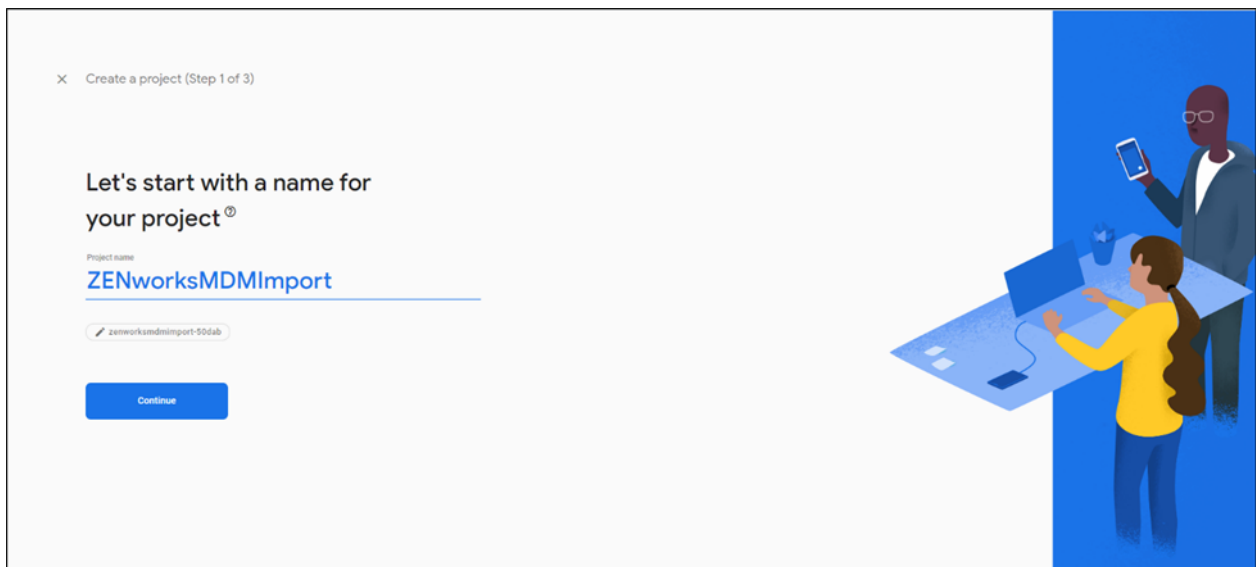 Create a project (Step 1 of 3)
Let's start with a name for
your project
Project name
ZENworksMDMImport
zenworksmdmimport-50dab
Continue